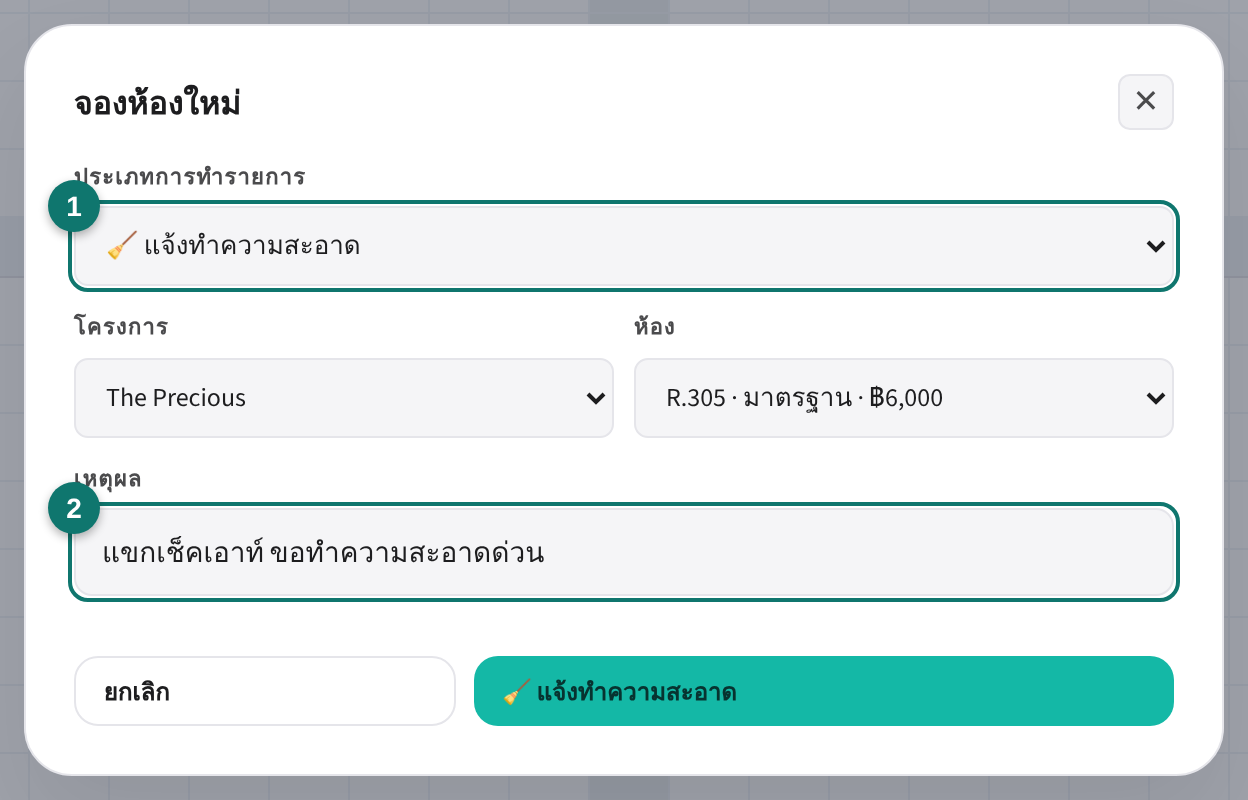 จองห้องใหม่
ประเภทการทำรายการ
1
🧹 แจ้งทำความสะอาด
โครงการ
ห้อง
The Precious
R.305 · มาตรฐาน · ฿6,000
เหตุผล
2
แขกเช็คเอาท์ ขอทำความสะอาดด่วน
ยกเลิก
🧹 แจ้งทำความสะอาด